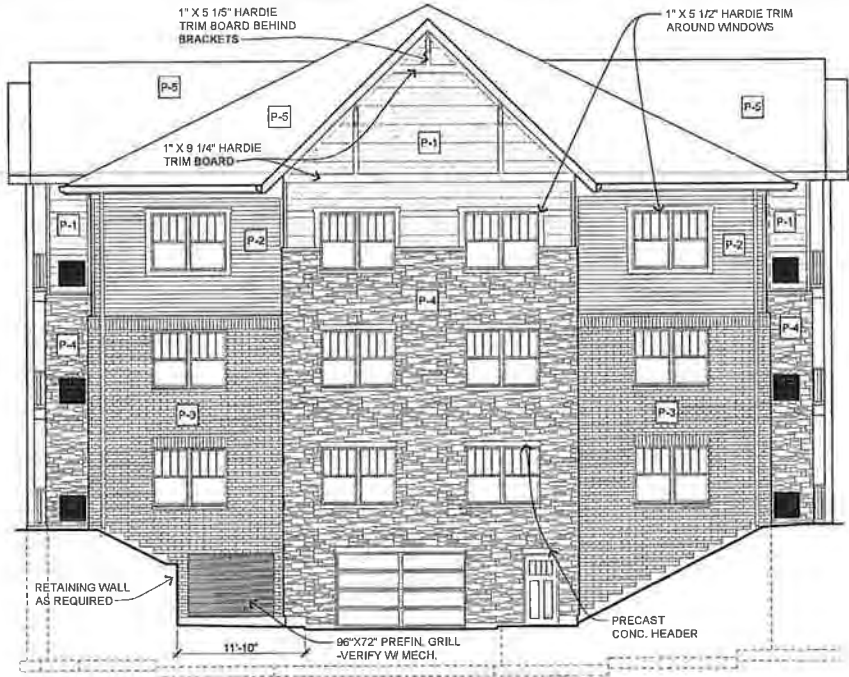 1" X 5 1/5" HARDIE
TRIM BOARD BEHIND
BRACKETS
1" X 5 1/2" HARDIE TRIM
AROUND WINDOWS
P-5
P-5
P-5
1" X 9 1/4" HARDIE
TRIM BOARD
P-1
P-1
P-2
P-2
P-1
P-4
P-4
P-4
P-3
P-3
RETAINING WALL
AS REQUIRED
11'-10"
96"X72" PREFIN. GRILL
-VERIFY W/ MECH.
PRECAST
CONC. HEADER